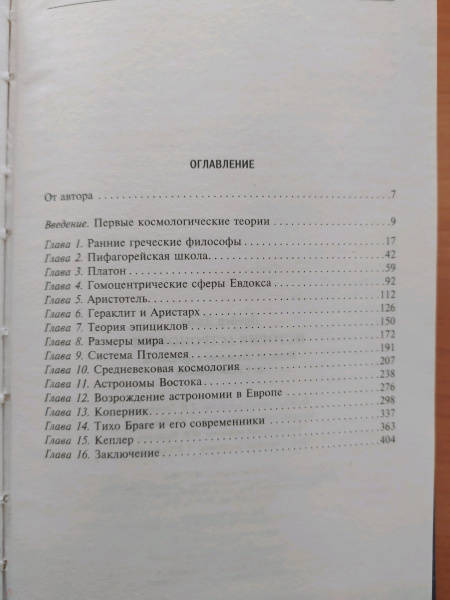 ОГЛАВЛЕНИЕ
От автора ........ 7
Введение. Первые космологические теории ........ 9
Глава 1. Ранние греческие философы ........ 17
Глава 2. Пифагорейская школа ........ 42
Глава 3. Платон ........ 59
Глава 4. Гомоцентрические сферы Евдокса ........ 92
Глава 5. Аристотель ........ 112
Глава 6. Гераклит и Аристарх ........ 126
Глава 7. Теория эпициклов ........ 150
Глава 8. Размеры мира ........ 172
Глава 9. Система Птолемея ........ 191
Глава 10. Средневековая космология ........ 207
Глава 11. Астрономы Востока ........ 238
Глава 12. Возрождение астрономии в Европе ........ 276
Глава 13. Коперник ........ 298
Глава 14. Тихо Браге и его современники ........ 337
Глава 15. Кеплер ........ 363
Глава 16. Заключение ........ 404